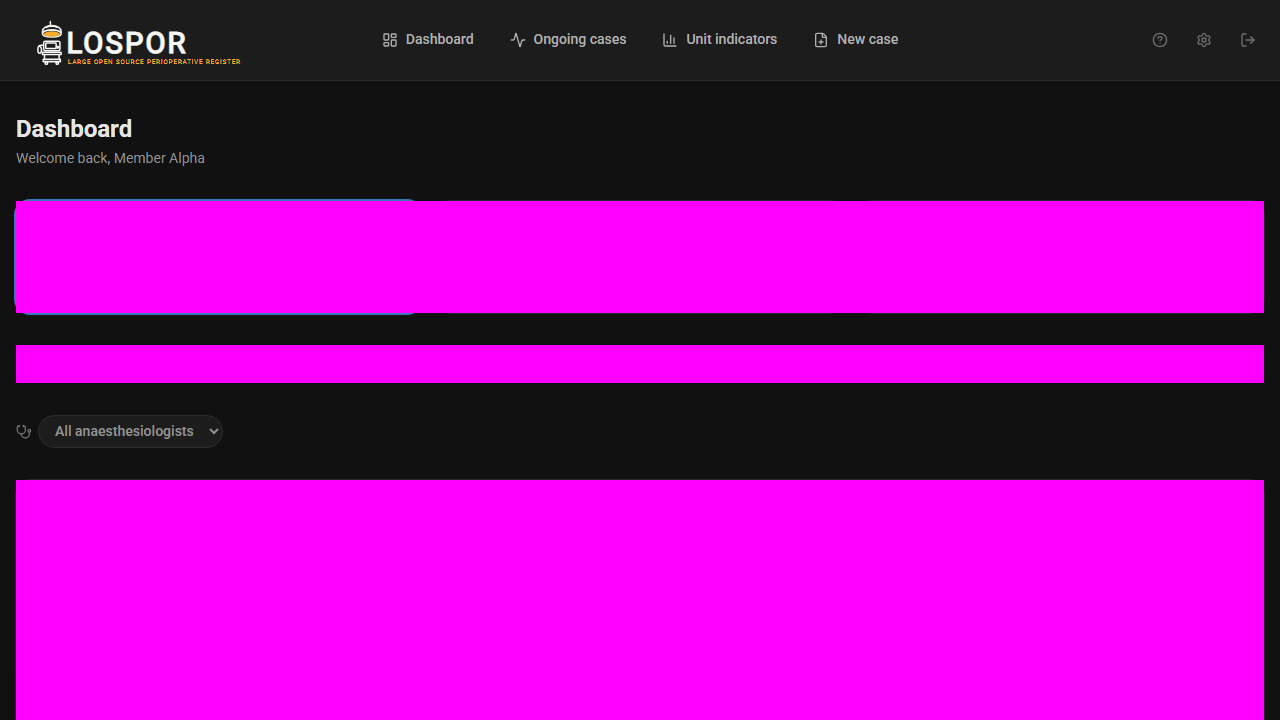 LOSPOR
LARGE OPEN SOURCE PERIOPERATIVE REGISTER
Dashboard
Ongoing cases
Unit indicators
New case
Dashboard
Welcome back, Member Alpha
All anaesthesiologists